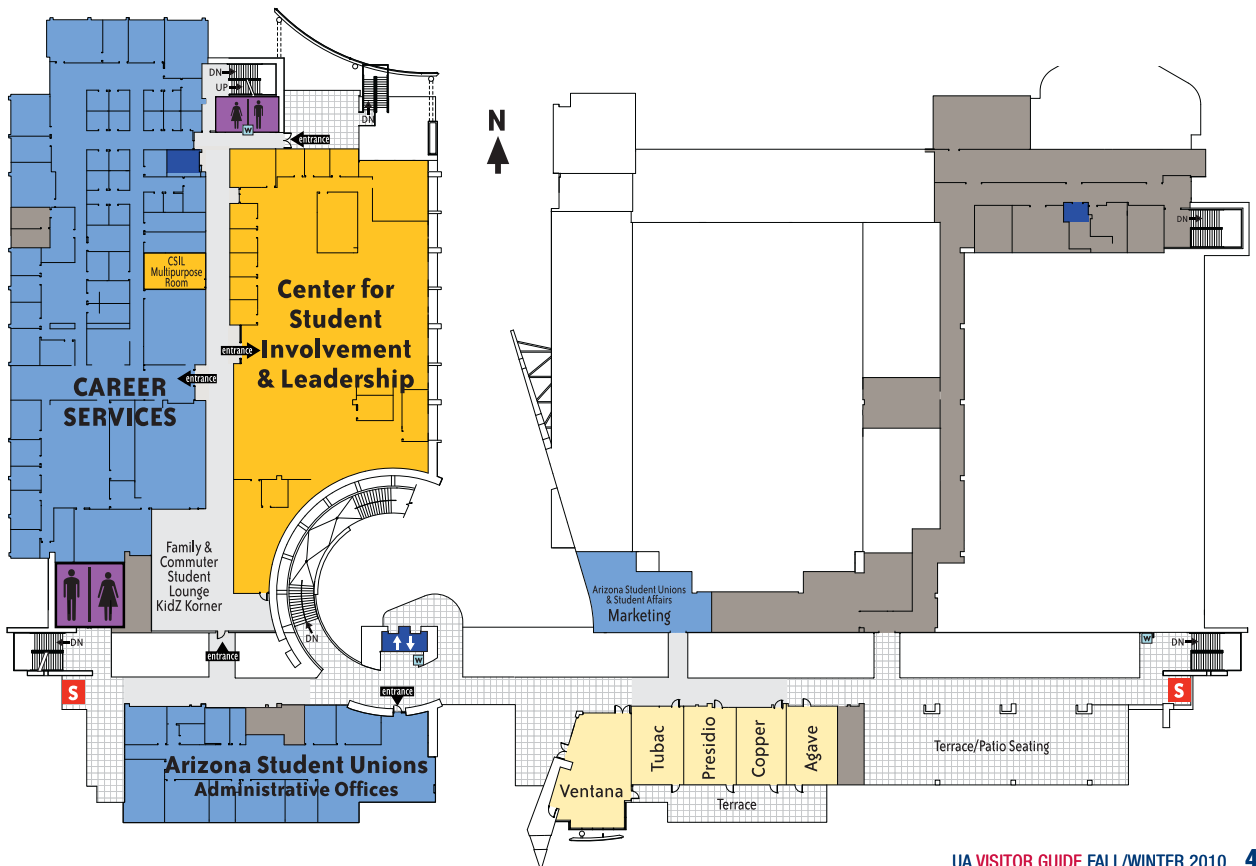 DN
UP
entrance
DN
N
DN
CSIL
Multipurpose
Room
Center for
Student
Involvement
& Leadership
entrance
entrance
CAREER
SERVICES
Family &
Commuter
Student
Lounge
KidZ Korner
Arizona Student Unions
& Student Affairs
Marketing
DN
DN
entrance
W
W
W
DN
S
S
entrance
Arizona Student Unions
Administrative Offices
Ventana
Tubac
Presidio
Copper
Agave
Terrace/Patio Seating
Terrace
UA VISITOR GUIDE FALL/WINTER 2010 4